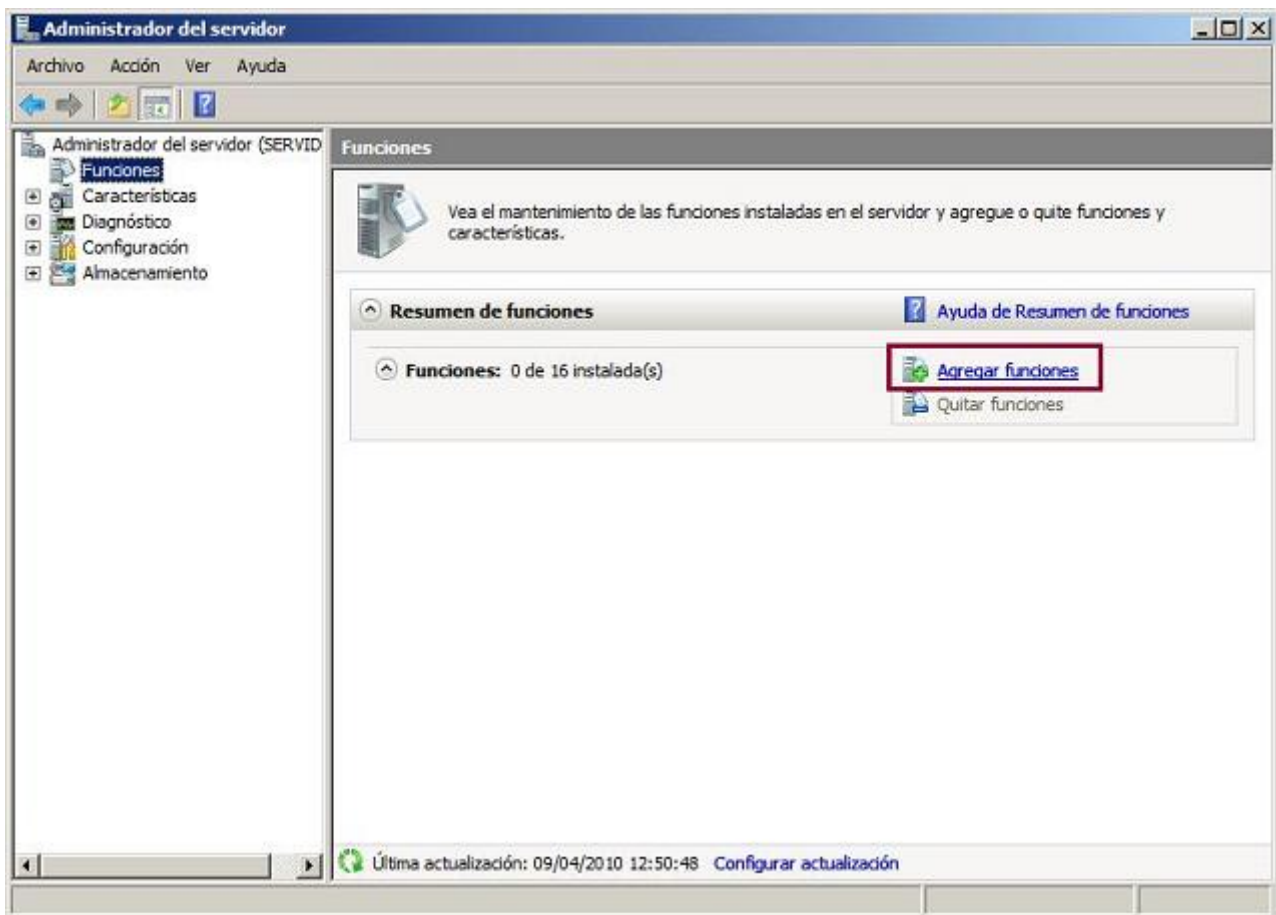 Administrador del servidor
Archivo Acción Ver Ayuda
Administrador del servidor (SERVID
Funciones
Características
Diagnóstico
Configuración
Almacenamiento
Funciones
Vea el mantenimiento de las funciones instaladas en el servidor y agregue o quite funciones y
características.
Resumen de funciones
Ayuda de Resumen de funciones
Funciones: 0 de 16 instalada(s)
Agregar funciones
Quitar funciones
Última actualización: 09/04/2010 12:50:48 Configurar actualización